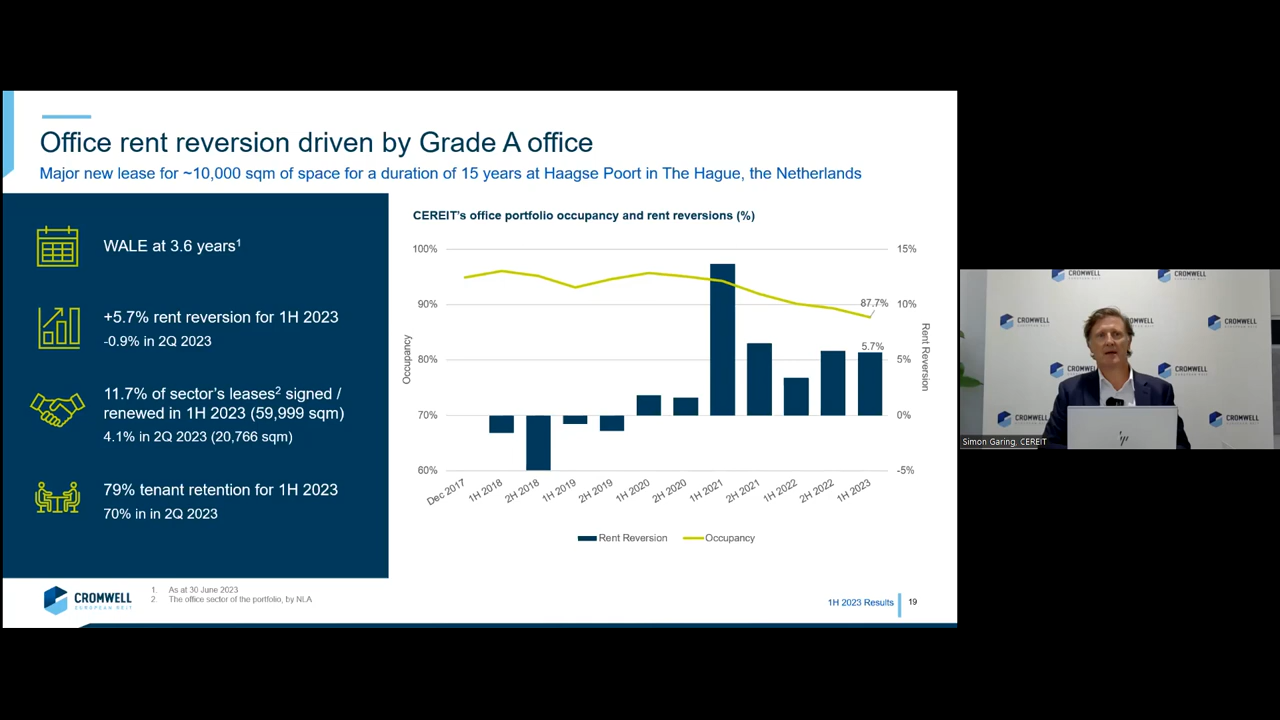 Office rent reversion driven by Grade A office
Major new lease for ~10,000 sqm of space for a duration of 15 years at Haagse Poort in The Hague, the Netherlands
WALE at 3.6 years1
+5.7% rent reversion for 1H 2023
-0.9% in 2Q 2023
11.7% of sector's leases2 signed /
renewed in 1H 2023 (59,999 sqm)
4.1% in 2Q 2023 (20,766 sqm)
79% tenant retention for 1H 2023
70% in in 2Q 2023
CEREIT's office portfolio occupancy and rent reversions (%)
100%
90%
80%
70%
60%
Occupancy
15%
10%
5%
0%
-5%
Rent Reversion
87.7%
5.7%
Dec 2017
1H 2018
2H 2018
1H 2019
2H 2019
1H 2020
2H 2020
1H 2021
2H 2021
1H 2022
2H 2022
1H 2023
Rent Reversion
Occupancy
CROMWELL
EUROPEAN REIT
1. As at 30 June 2023
2. The office sector of the portfolio, by NLA
1H 2023 Results
19
CROMWELL
CROMWELL
CROMWELL
EUROPEAN REIT
CROMWELL
EUROPEAN REIT
CROMWELL
CROMWELL
CROMWELL
CROMWELL
hp
Simon Garing, CEREIT